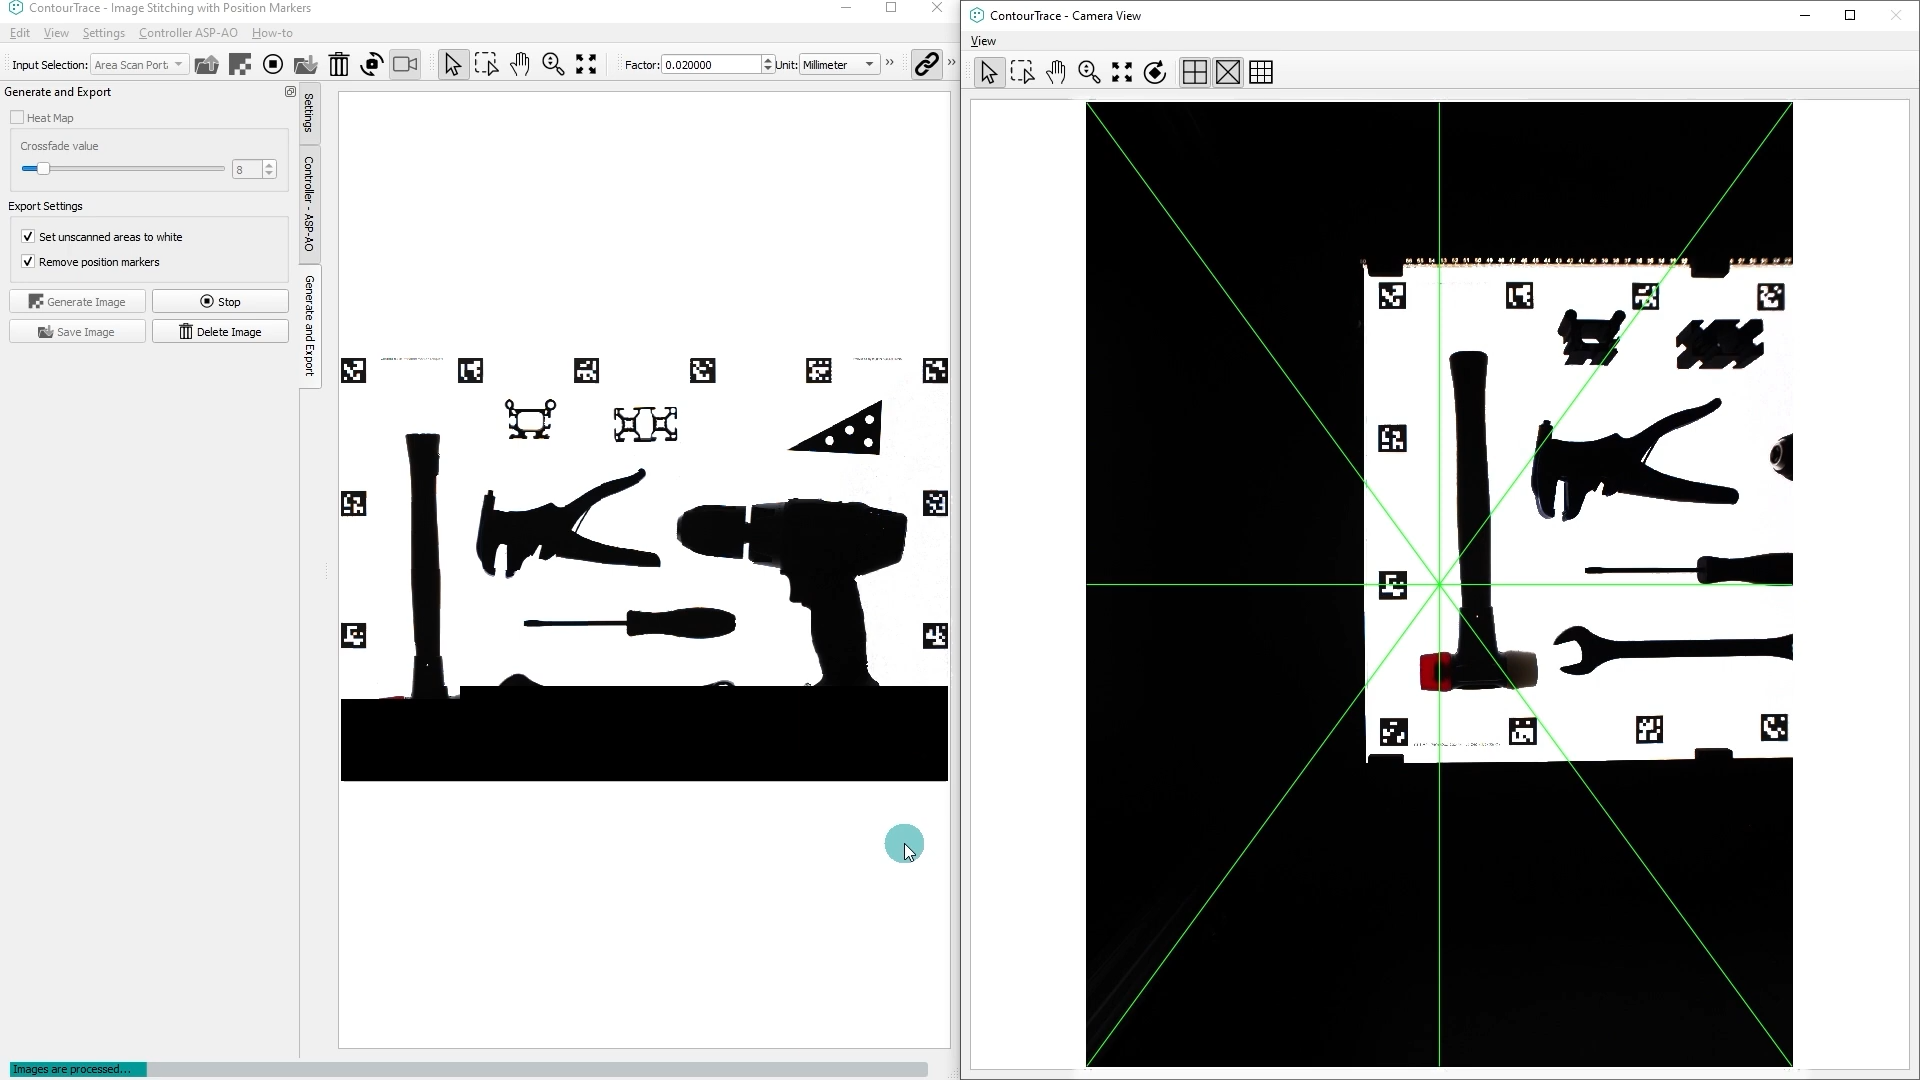 ContourTrace - Image Stitching with Position Markers
Edit View Settings Controller ASP-AO How-to
Input Selection: Area Scan Port
Factor: 0.020000 Unit: Millimeter » »
Generate and Export
Heat Map
Crossfade value
8
Export Settings
Set unscanned areas to white
Remove position markers
Generate Image Stop
Save Image Delete Image
Settings
Controller - ASP-AO
Generate and Export
Images are processed...
ContourTrace - Camera View
View